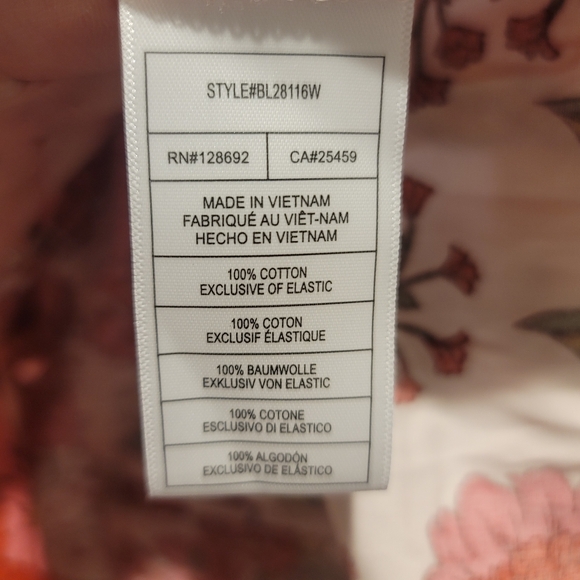 STYLE#BL28116W
RN#128692
CA#25459
MADE IN VIETNAM
FABRIQUÉ AU VIÊT-NAM
HECHO EN VIETNAM
100% COTTON
EXCLUSIVE OF ELASTIC
100% COTON
EXCLUSIF ÉLASTIQUE
100% BAUMWOLLE
EXKLUSIV VON ELASTIC
100% COTONE
ESCLUSIVO DI ELASTICO
100% ALGODÓN
EXCLUSIVO DE ELÁSTICO